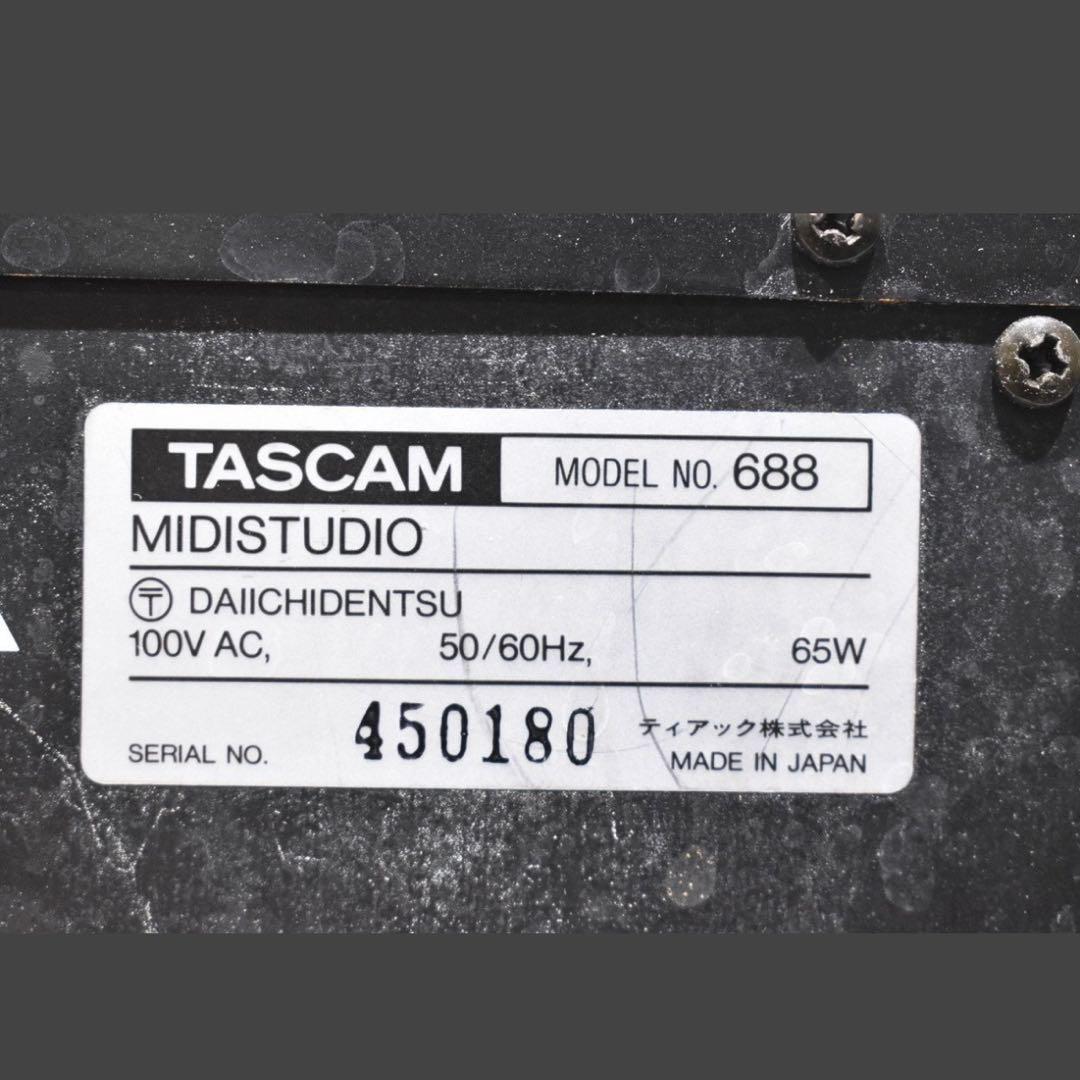 TASCAM MODEL NO. 688
MIDISTUDIO
〶 DAIICHIDENTSU
100V AC, 50/60Hz, 65W
SERIAL NO. 450180 ティアック株式会社
MADE IN JAPAN